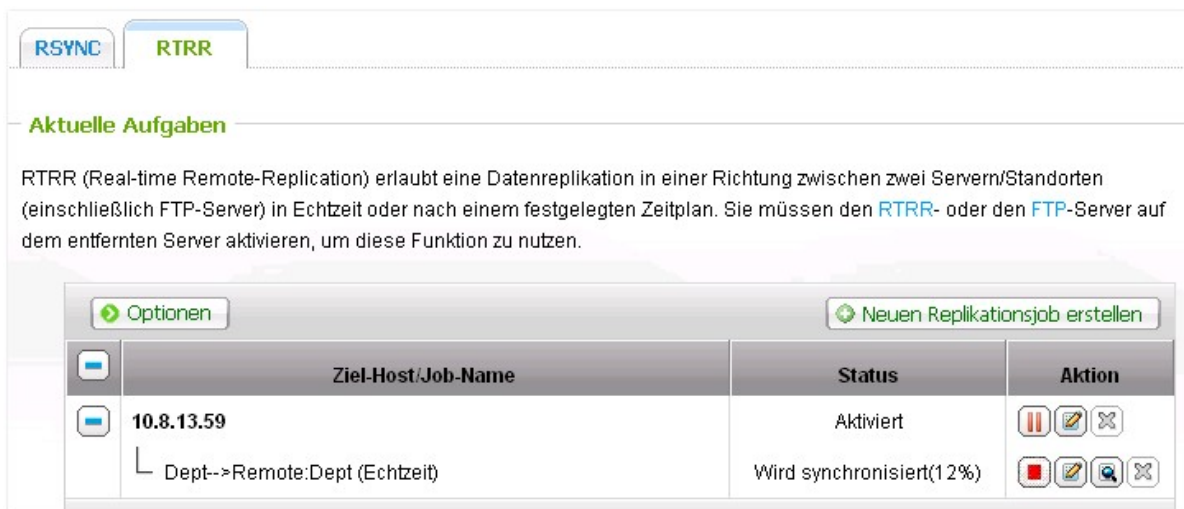 RSYNC RTRR
Aktuelle Aufgaben
RTRR (Real-time Remote-Replication) erlaubt eine Datenreplikation in einer Richtung zwischen zwei Servern/Standorten
(einschließlich FTP-Server) in Echtzeit oder nach einem festgelegten Zeitplan. Sie müssen den RTRR- oder den FTP-Server auf
dem entfernten Server aktivieren, um diese Funktion zu nutzen.
Optionen Neuen Replikationsjob erstellen
Ziel-Host/Job-Name Status Aktion
10.8.13.59 Aktiviert
Dept-->Remote:Dept (Echtzeit) Wird synchronisiert(12%)